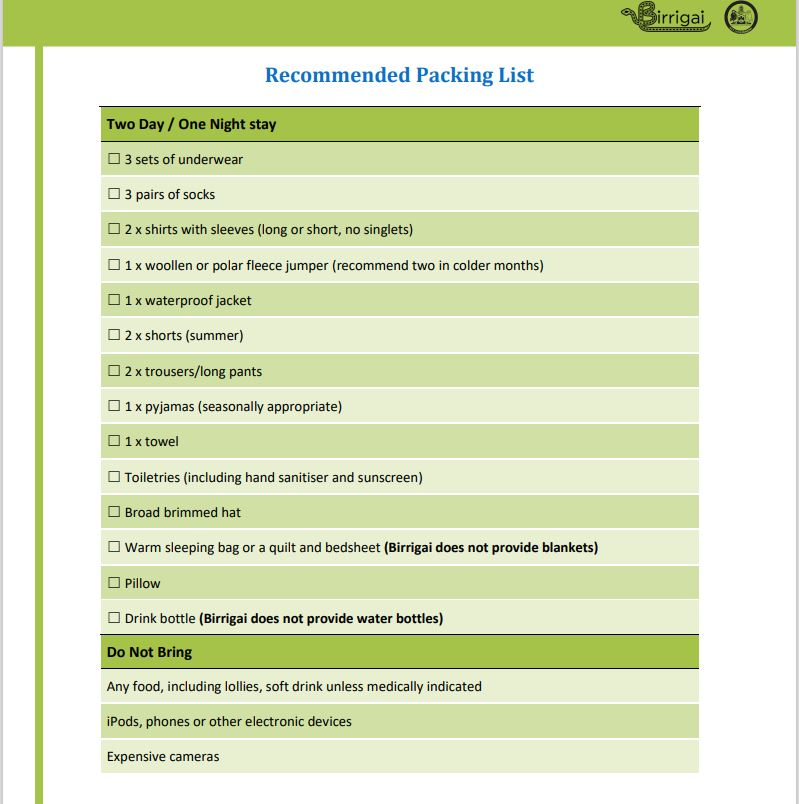 Birrigai
Recommended Packing List
Two Day / One Night stay
☐ 3 sets of underwear
☐ 3 pairs of socks
☐ 2 x shirts with sleeves (long or short, no singlets)
☐ 1 x woollen or polar fleece jumper (recommend two in colder months)
☐ 1 x waterproof jacket
☐ 2 x shorts (summer)
☐ 2 x trousers/long pants
☐ 1 x pyjamas (seasonally appropriate)
☐ 1 x towel
☐ Toiletries (including hand sanitiser and sunscreen)
☐ Broad brimmed hat
☐ Warm sleeping bag or a quilt and bedsheet (Birrigai does not provide blankets)
☐ Pillow
☐ Drink bottle (Birrigai does not provide water bottles)
Do Not Bring
Any food, including lollies, soft drink unless medically indicated
iPods, phones or other electronic devices
Expensive cameras